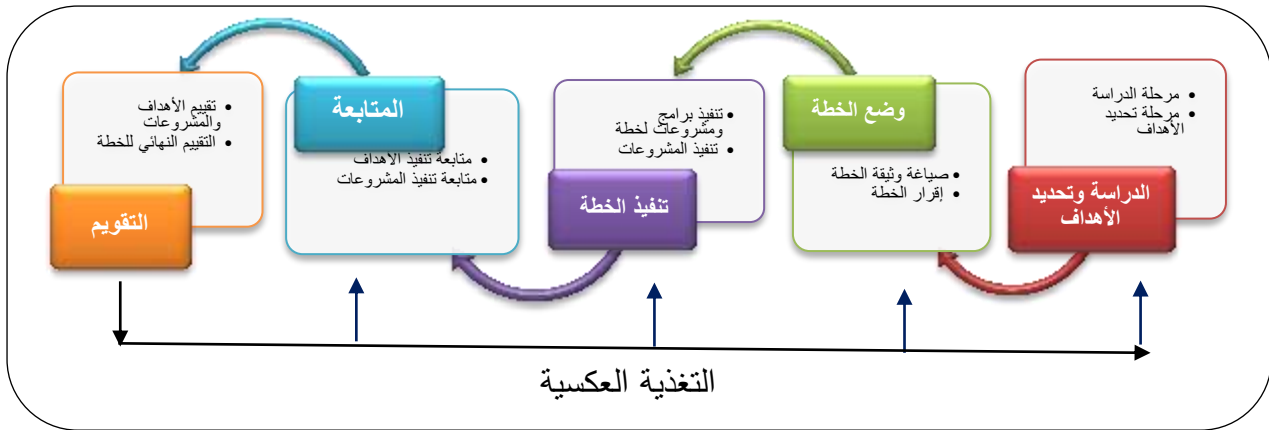 مرحلة الدراسة
مرحلة تحديد
الأهداف
الدراسة وتحديد
الأهداف
وضع الخطة
صياغة وثيقة الخطة
إقرار الخطة
تنفيذ برامج
ومشروعات لخطة
تنفيذ المشروعات
تنفيذ الخطة
المتابعة
متابعة تنفيذ الأهداف
متابعة تنفيذ المشروعات
تقييم الأهداف
والمشروعات
التقييم النهائي للخطة
التقويم
التغذية العكسية